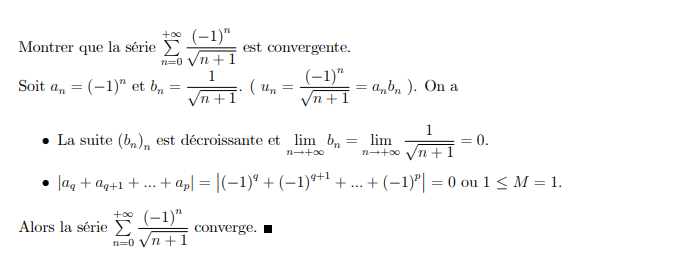 Montrer que la série $\sum_{n=0}^{+\infty} \frac{(-1)^n}{\sqrt{n+1}}$ est convergente.
Soit $a_n = (-1)^n$ et $b_n = \frac{1}{\sqrt{n+1}}$. ( $u_n = \frac{(-1)^n}{\sqrt{n+1}} = a_n b_n$ ). On a
• La suite $(b_n)_n$ est décroissante et $\lim_{n \to +\infty} b_n = \lim_{n \to +\infty} \frac{1}{\sqrt{n+1}} = 0$.
• $|a_q + a_{q+1} + ... + a_p| = |(-1)^q + (-1)^{q+1} + ... + (-1)^p| = 0$ ou $1 \leq M = 1$.
Alors la série $\sum_{n=0}^{+\infty} \frac{(-1)^n}{\sqrt{n+1}}$ converge. ■